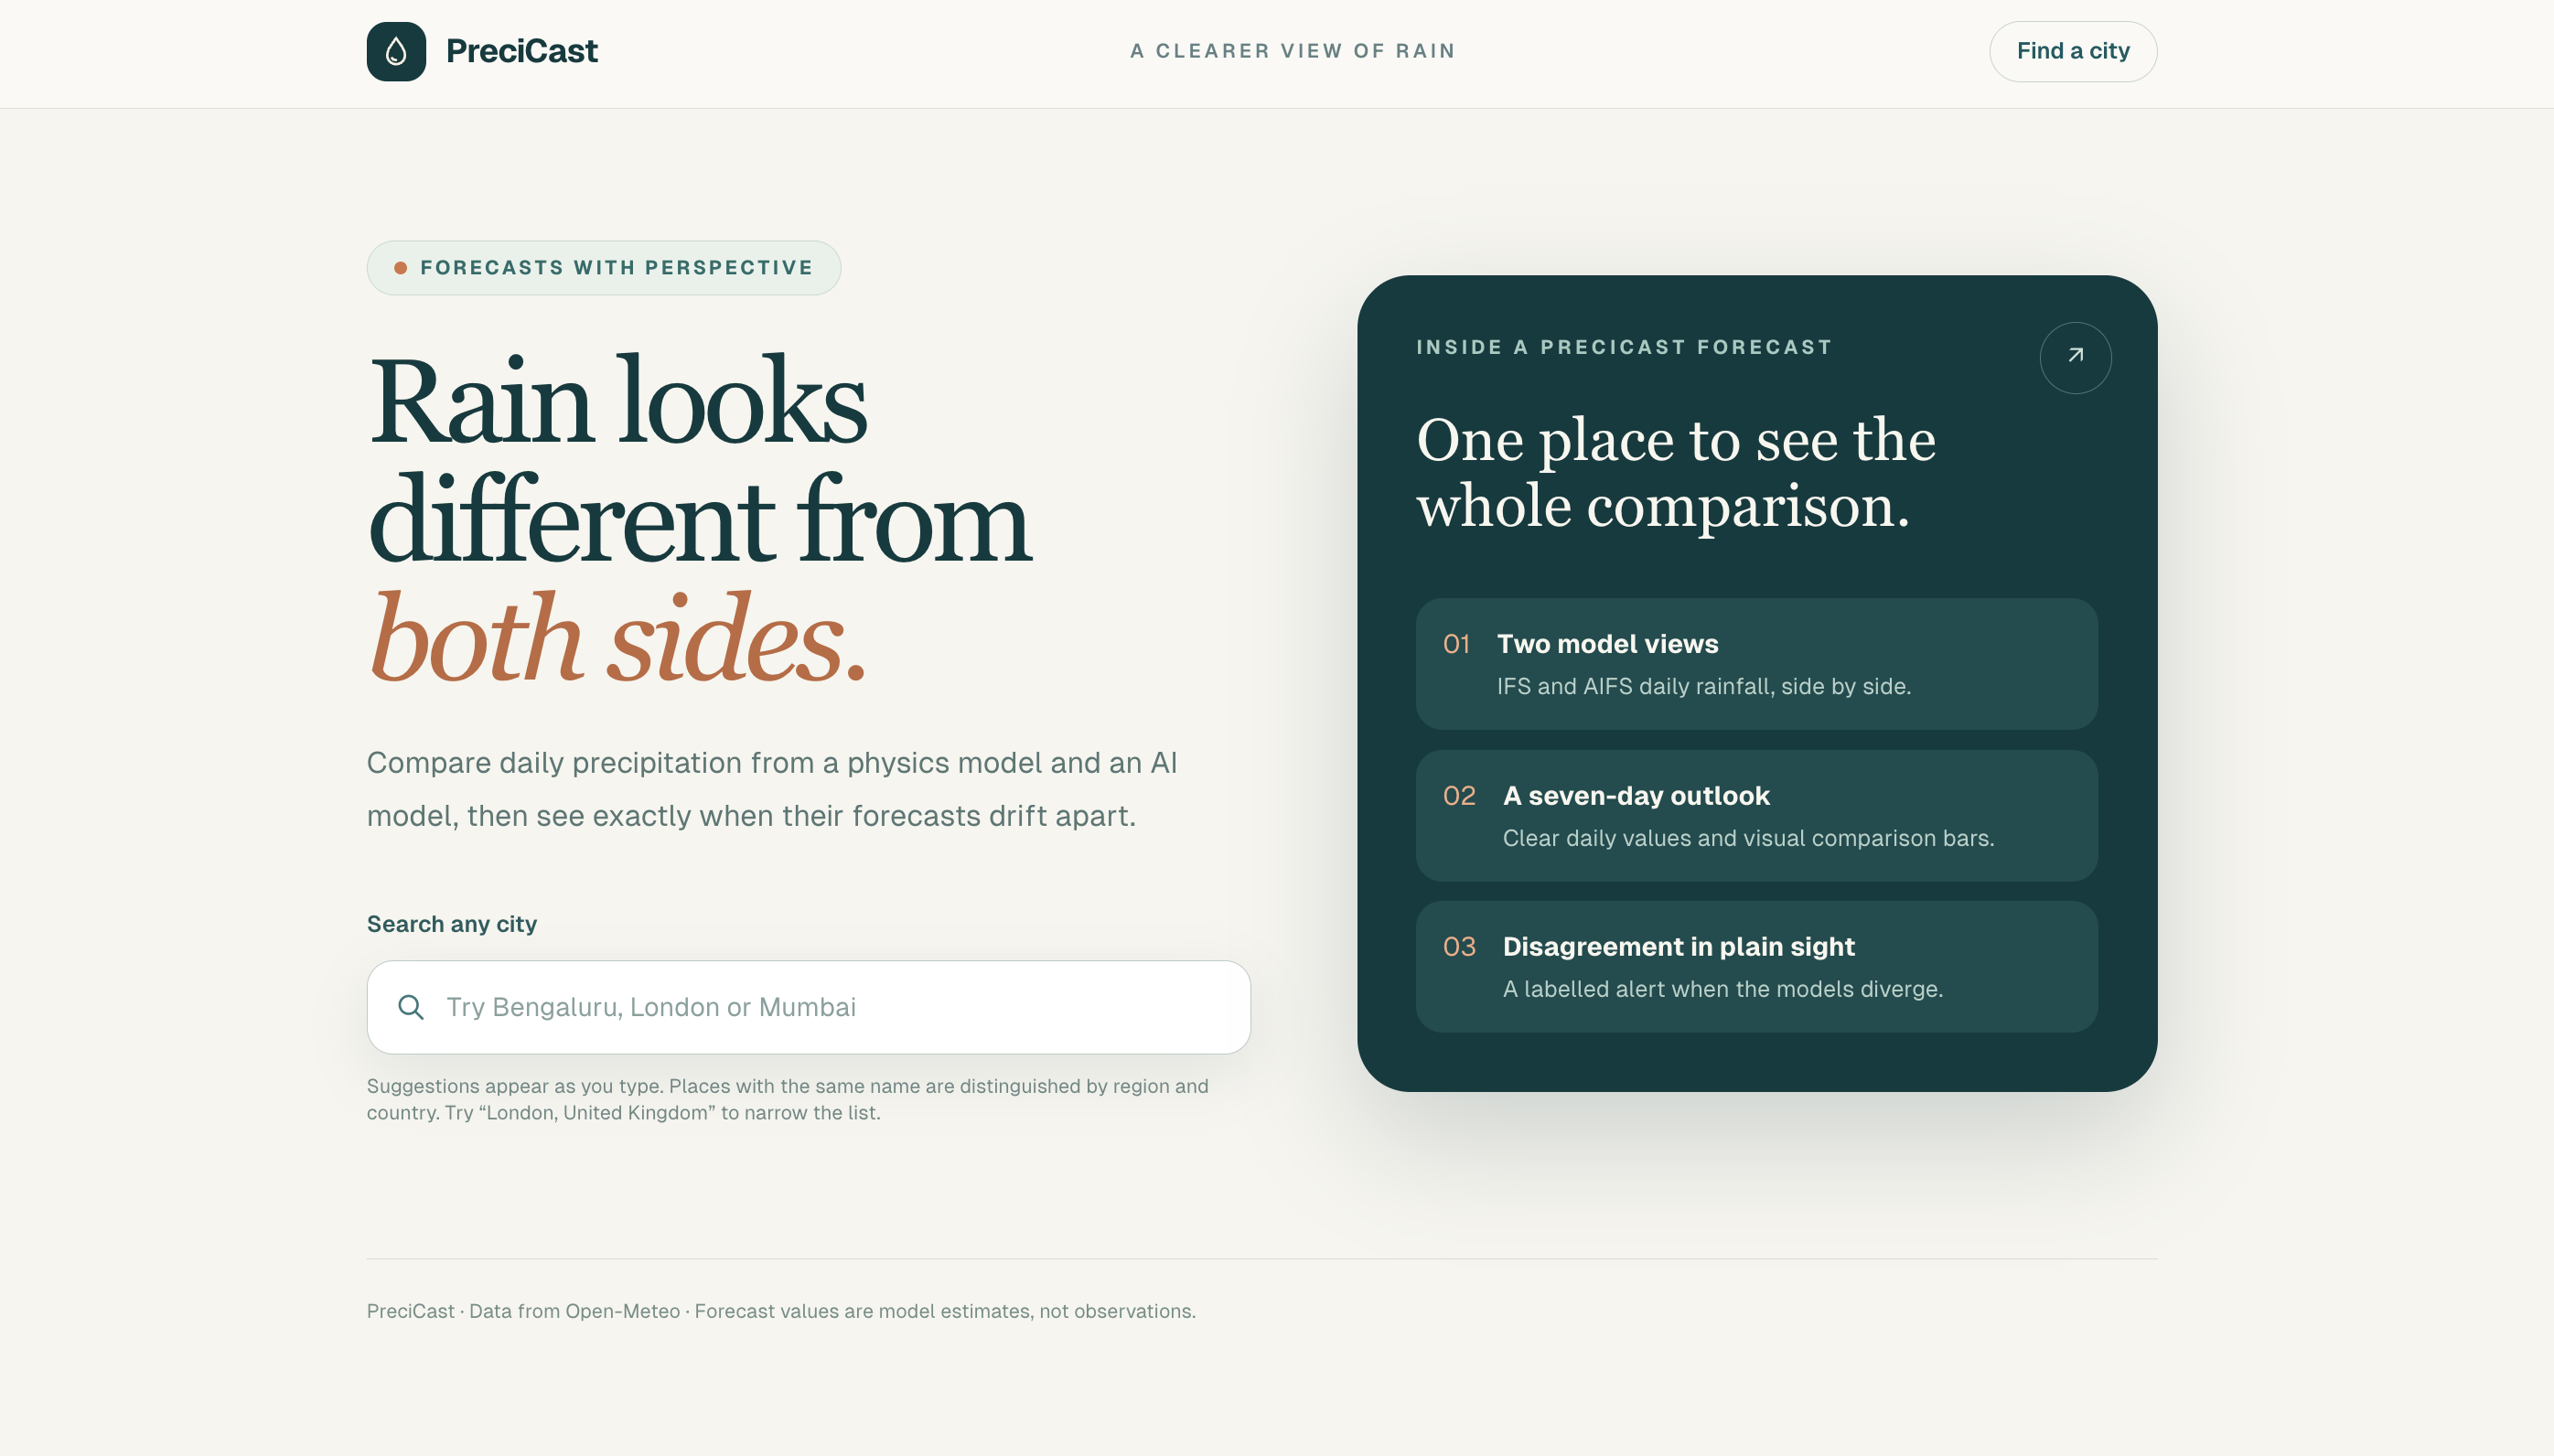 PreciCast
A CLEARER VIEW OF RAIN
Find a city
FORECASTS WITH PERSPECTIVE
Rain looks
different from
both sides.
Compare daily precipitation from a physics model and an AI
model, then see exactly when their forecasts drift apart.
Search any city
Try Bengaluru, London or Mumbai
Suggestions appear as you type. Places with the same name are distinguished by region and
country. Try “London, United Kingdom” to narrow the list.
INSIDE A PRECICAST FORECAST
One place to see the
whole comparison.
01 Two model views
IFS and AIFS daily rainfall, side by side.
02 A seven-day outlook
Clear daily values and visual comparison bars.
03 Disagreement in plain sight
A labelled alert when the models diverge.
PreciCast · Data from Open-Meteo · Forecast values are model estimates, not observations.